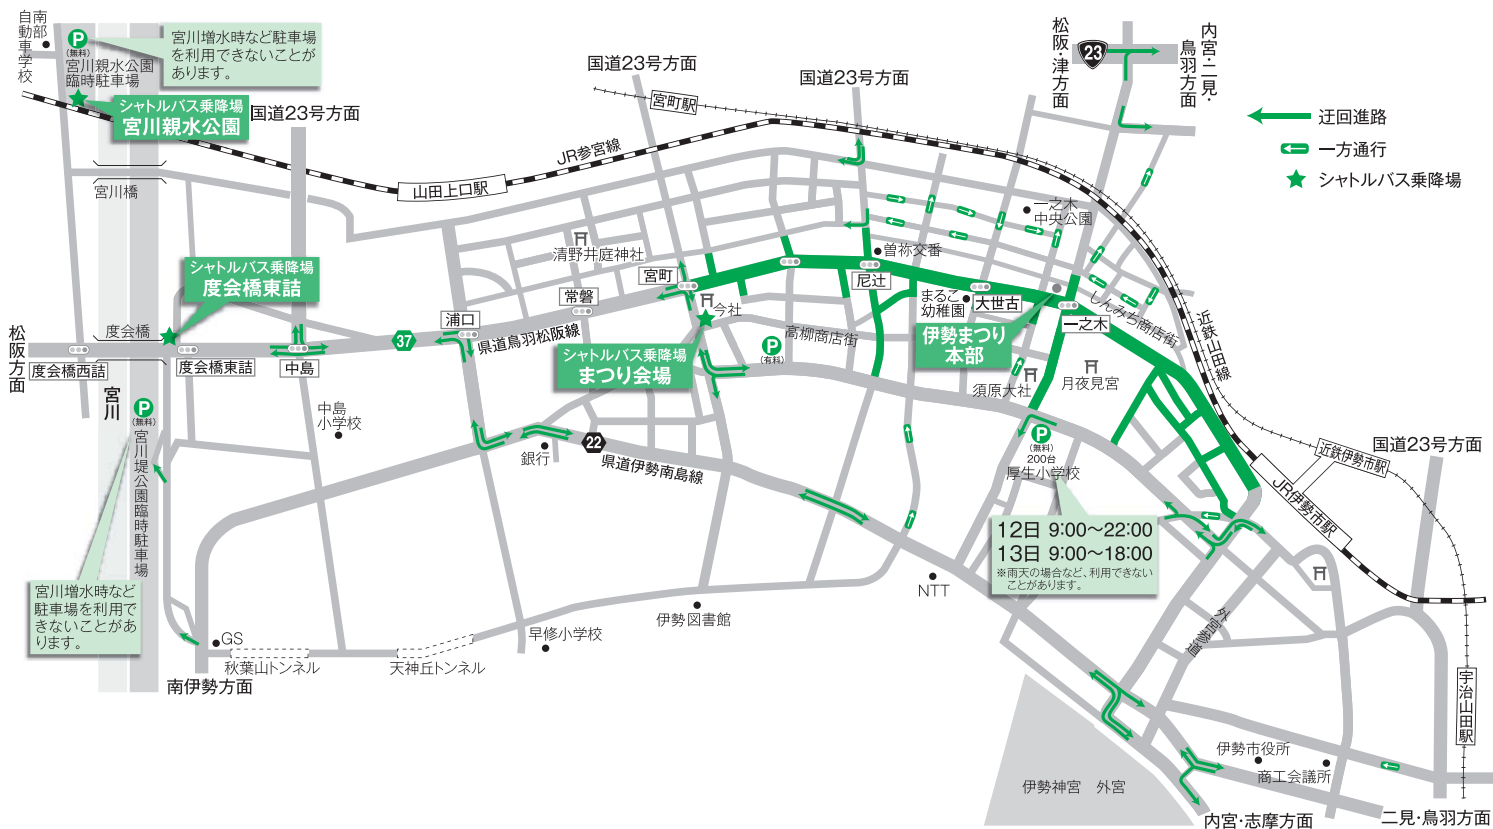 南部
自動車学校
P
(無料)
宮川親水公園
臨時駐車場
宮川増水時など駐車場
を利用できないことが
あります。
シャトルバス乗降場
宮川親水公園
国道23号方面
宮川橋
山田上口駅
JR参宮線
国道23号方面
宮町駅
国道23号方面
松阪・津方面
23
内宮・二見・
鳥羽方面
迂回進路
一方通行
シャトルバス乗降場
一之木
中央公園
曽祢交番
清野井庭神社
シャトルバス乗降場
度会橋東詰
度会橋
松阪方面
度会橋西詰
度会橋東詰
中島
37
浦口
県道鳥羽松阪線
常磐
宮町
今社
尼辻
まるこ
幼稚園
大世古
一之木
しんみち商店街
近鉄山田線
伊勢まつり
本部
高柳商店街
P
(有料)
シャトルバス乗降場
まつり会場
須原大社
月夜見宮
宮川
P
(無料)
宮川堤公園臨時駐車場
中島
小学校
銀行
22
県道伊勢南島線
P
(無料)
200台
厚生小学校
12日 9:00〜22:00
13日 9:00〜18:00
※雨天の場合など、利用できない
ことがあります。
近鉄伊勢市駅
JR伊勢市駅
国道23号方面
宮川増水時など
駐車場を利用で
きないことがあ
ります。
GS
秋葉山トンネル
天神丘トンネル
南伊勢方面
早修小学校
伊勢図書館
NTT
外宮参道
宇治山田駅
伊勢市役所
商工会議所
伊勢神宮 外宮
内宮・志摩方面
二見・鳥羽方面